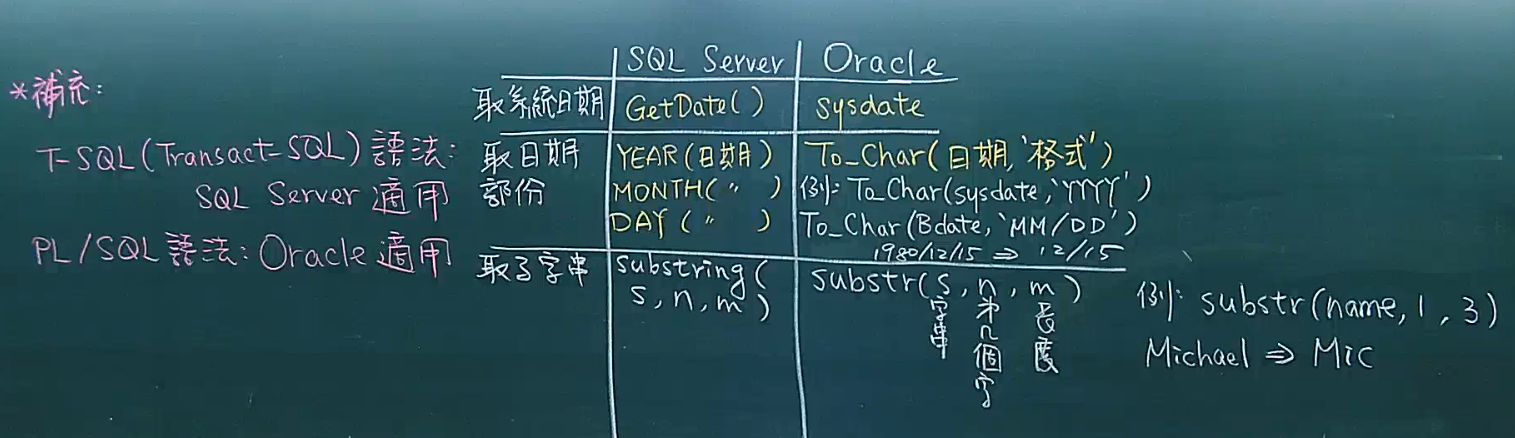 *補充:
T-SQL(Transact-SQL)語法:
SQL Server 適用
PL/SQL語法: Oracle 適用
SQL Server
Oracle
取系統日期
GetDate()
sysdate
取日期
部份
YEAR(日期)
MONTH(〃)
DAY(〃)
To_Char(日期,'格式')
例: To_Char(sysdate,'YYYY')
To_Char(Bdate,'MM/DD')
1980/12/15 ⇒ 12/15
取子字串
substring(
s,n,m)
substr(s,n,m)
字串
第n個字
長度
例: substr(name,1,3)
Michael ⇒ Mic